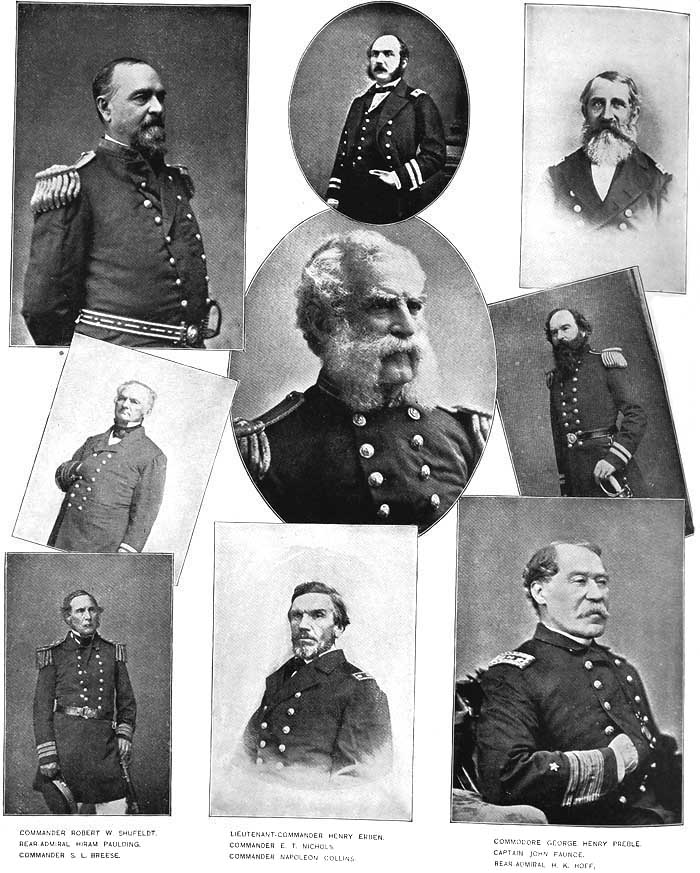 COMMANDER ROBERT W SHUFELDT.
REAR-ADMIRAL HIRAM PAULDING.
COMMANDER S. L. BREESE.
LIEUTENANT-COMMANDER HENRY ERBEN.
COMMANDER E. T. NICHOLS
COMMANDER NAPOLEON COLLINS
COMMODORE GEORGE HENRY PREBLE.
CAPTAIN JOHN FAUNCE.
REAR-ADMIRAL H. K. HOFF,